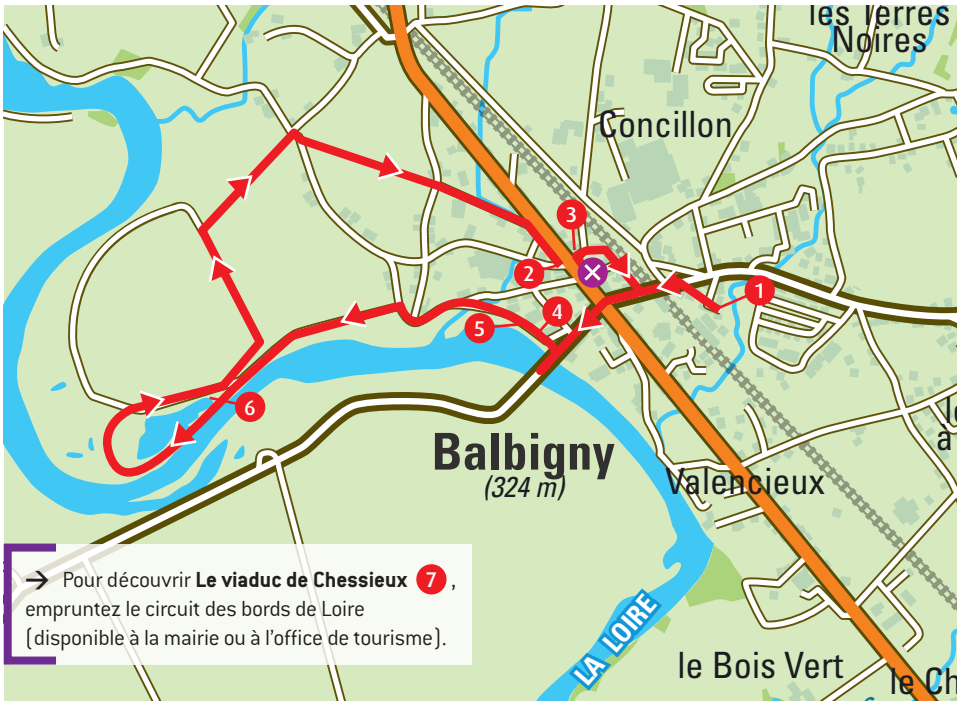 les Terres
Noires
Concillon
3
2
1
4
5
6
Balbigny
(324 m)
Valencieux
→ Pour découvrir Le viaduc de Chessieux 7 ,
empruntez le circuit des bords de Loire
(disponible à la mairie ou à l'office de tourisme).
LA LOIRE
le Bois Vert
le Ch
à